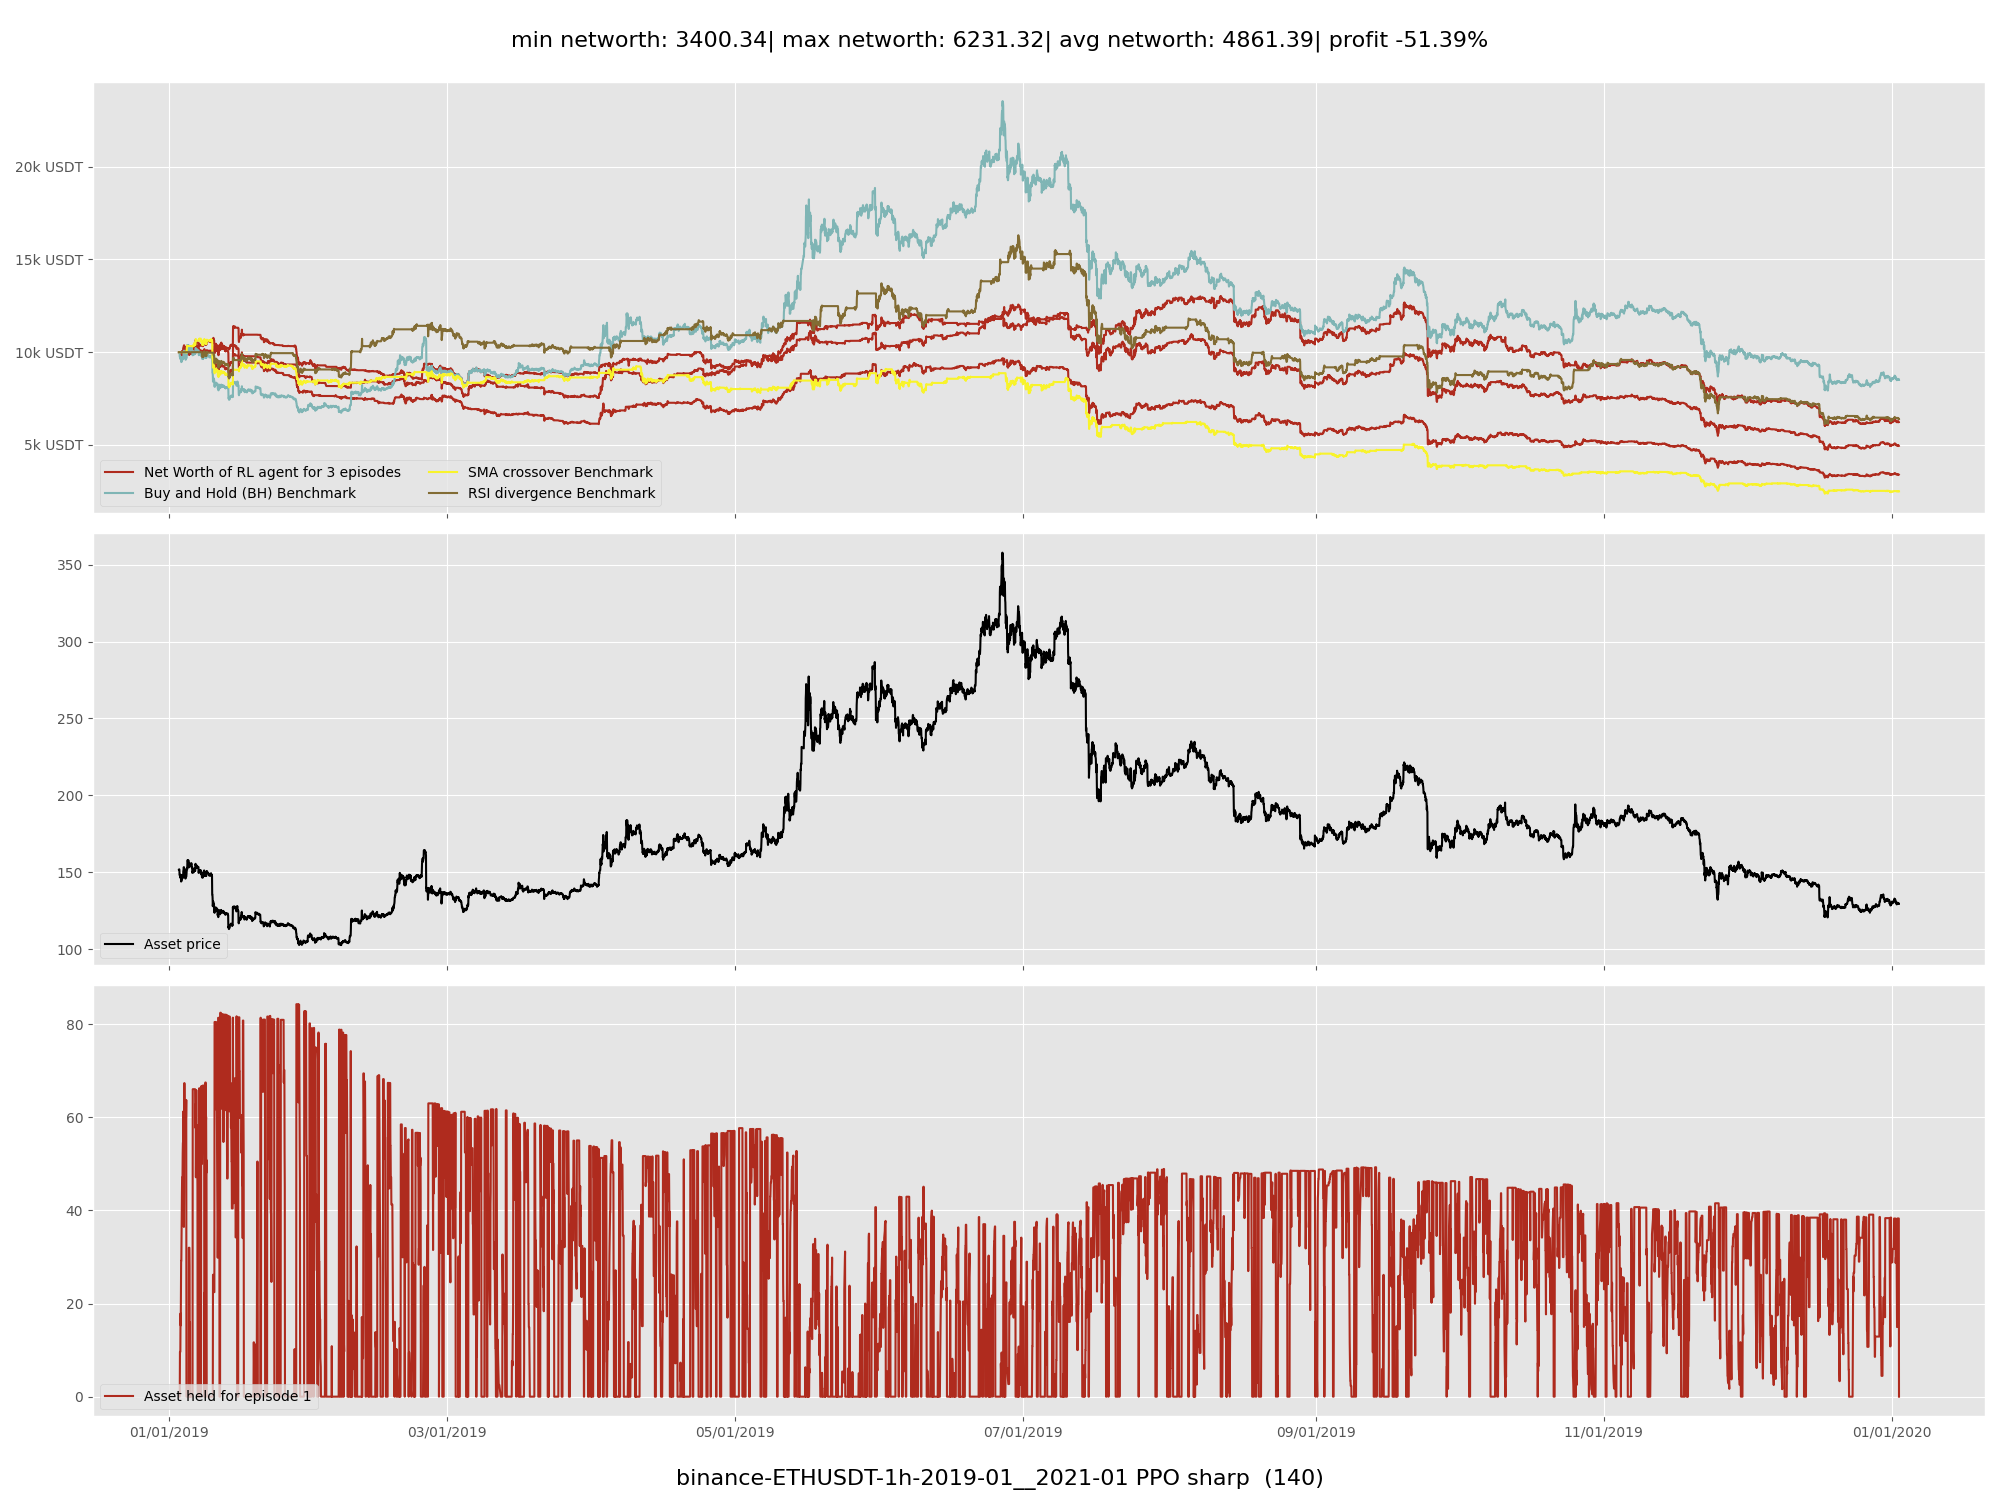 min networth: 3400.34| max networth: 6231.32| avg networth: 4861.39| profit -51.39%
20k USDT
15k USDT
10k USDT
5k USDT
Net Worth of RL agent for 3 episodes
Buy and Hold (BH) Benchmark
SMA crossover Benchmark
RSI divergence Benchmark
350
300
250
200
150
100
Asset price
80
60
40
20
0
Asset held for episode 1
01/01/2019 03/01/2019 05/01/2019 07/01/2019 09/01/2019 11/01/2019 01/01/2020
binance-ETHUSDT-1h-2019-01__2021-01 PPO sharp  (140)